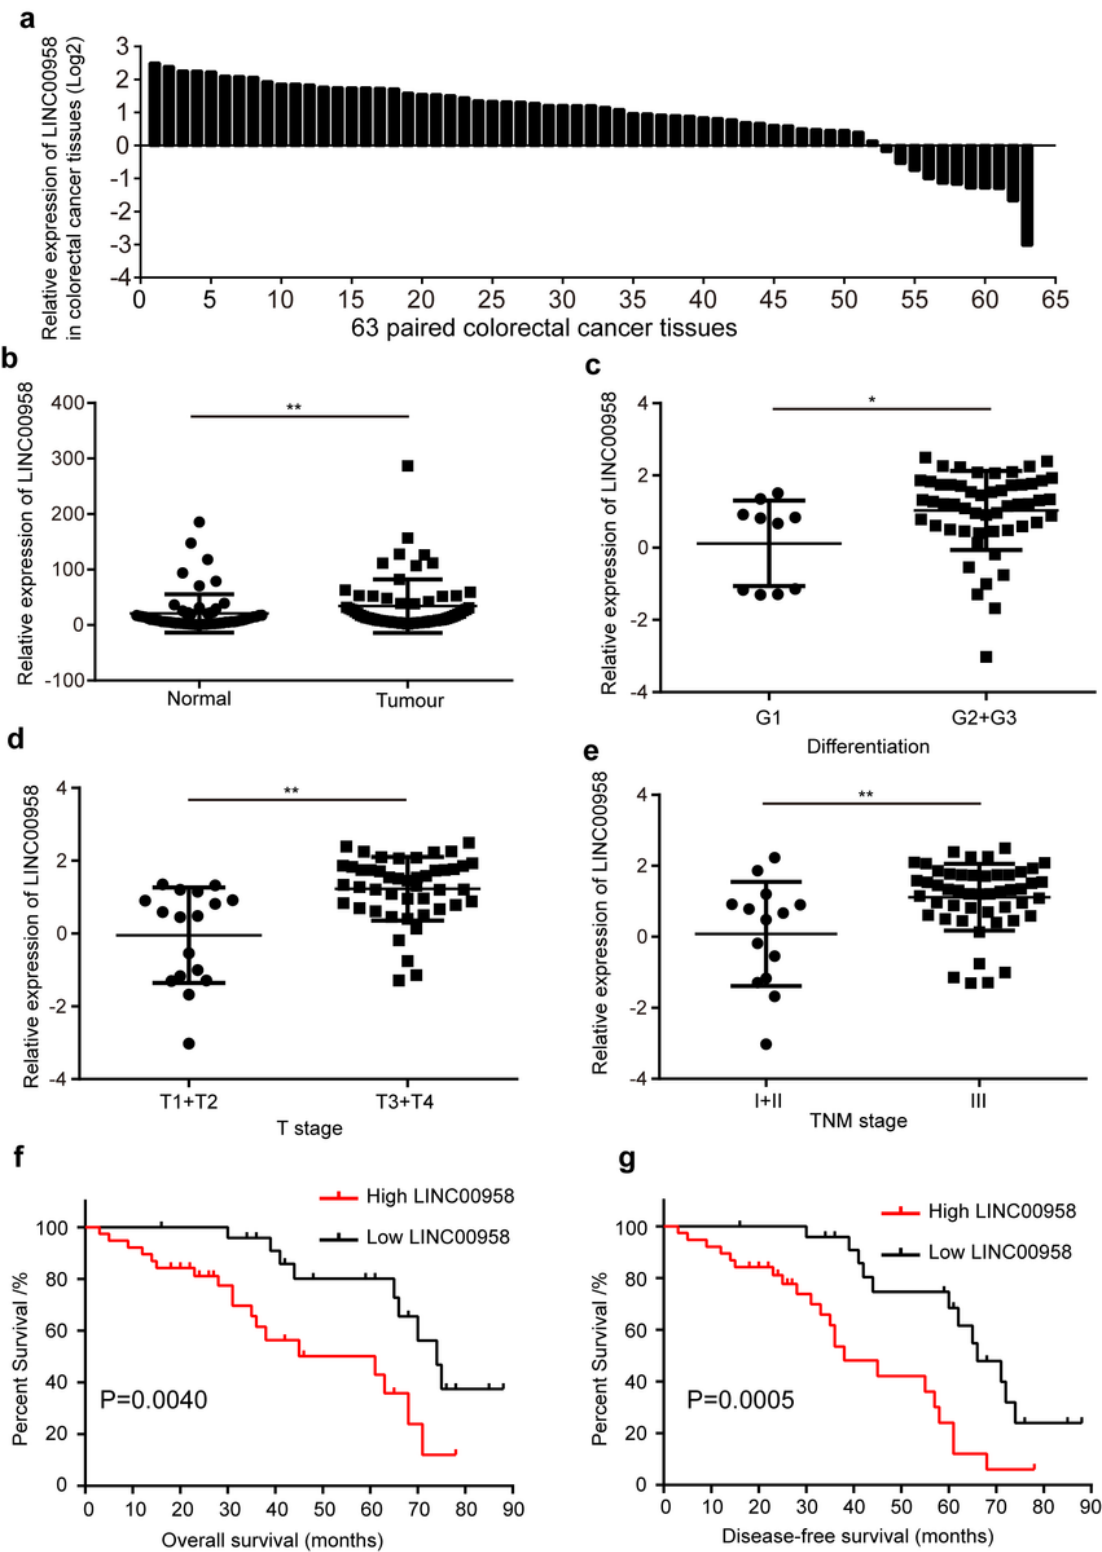 a
Relative expression of LINC00958
in colorectal cancer tissues (Log2)
3
2
1
0
-1
-2
-3
-4
0 5 10 15 20 25 30 35 40 45 50 55 60 65
63 paired colorectal cancer tissues
b
Relative expression of LINC00958
400
300
200
100
0
-100
**
Normal Tumour
c
Relative expression of LINC00958
4
2
0
-2
-4
*
G1 G2+G3
Differentiation
d
Relative expression of LINC00958
4
2
0
-2
-4
**
T1+T2 T3+T4
T stage
e
Relative expression of LINC00958
4
2
0
-2
-4
**
I+II III
TNM stage
f
Percent Survival /%
100
80
60
40
20
0
High LINC00958
Low LINC00958
P=0.0040
0 10 20 30 40 50 60 70 80 90
Overall survival (months)
g
Percent Survival /%
100
80
60
40
20
0
High LINC00958
Low LINC00958
P=0.0005
0 10 20 30 40 50 60 70 80 90
Disease-free survival (months)